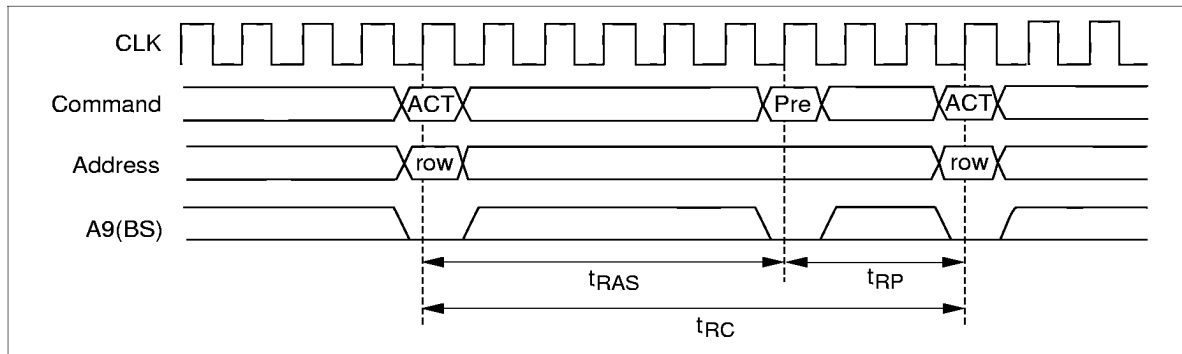 CLK
Command ACT Pre ACT
Address row row
A9(BS)
tRAS tRP
tRC